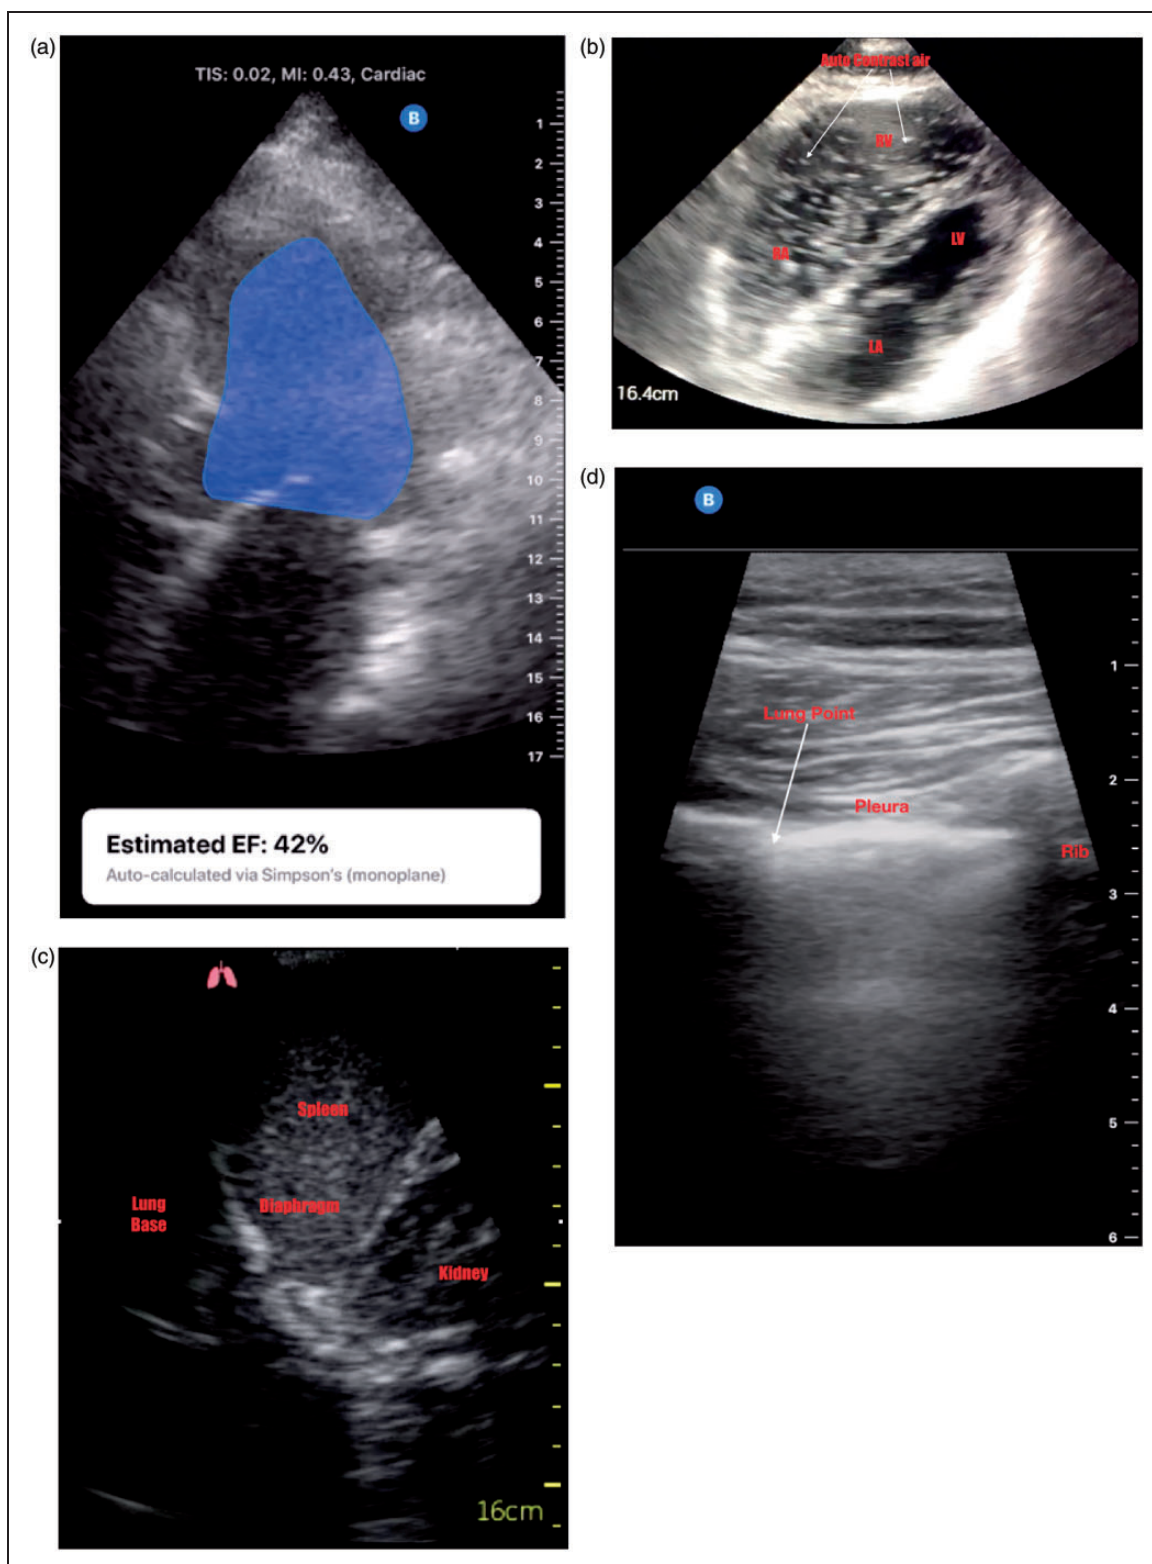 (a)
TIS: 0.02, MI: 0.43, Cardiac
B
1
2
3
4
5
6
7
8
9
10
11
12
13
14
15
16
17
Estimated EF: 42%
Auto-calculated via Simpson's (monoplane)
(b)
Auto Contrast air
RV
LV
RA
LA
16.4cm
(c)
Spleen
Lung
Base
Diaphragm
Kidney
16cm
(d)
B
1
Lung Point
2
Pleura
Rib
3
4
5
6